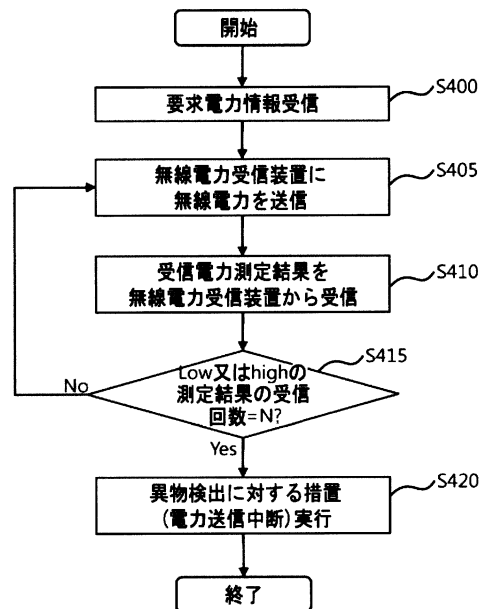 開始
要求電力情報受信
S400
無線電力受信装置に
無線電力を送信
S405
受信電力測定結果を
無線電力受信装置から受信
S410
Low又はhighの
測定結果の受信
回数=N?
S415
No
Yes
異物検出に対する措置
(電力送信中断)実行
S420
終了